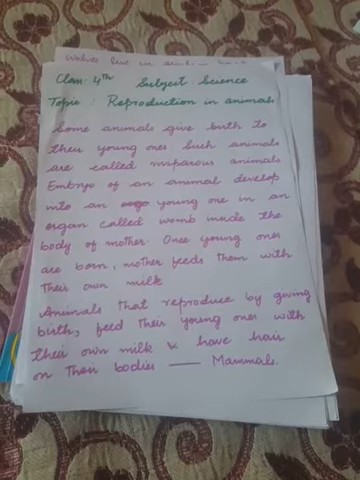 Class- 4th Subject- Science
Topic : Reproduction in animals
Some animals give birth to
their young ones Such animals
are called viviparous animals
Embryo of an animal develop
into an young one in an
organ called womb inside the
body of mother. Once young ones
are born, mother feeds them with
their own milk
Animals that reproduce by giving
birth, feed their young ones with
their own milk & have hair
on their bodies —— Mammals.